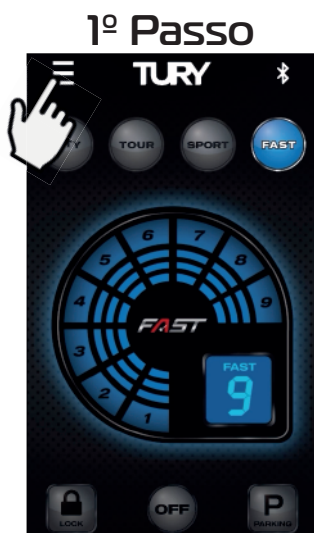 1º Passo
TURY
TY TOUR SPORT FAST
1 2 3 4 5 6 7 8 9
FAST
FAST
9
LOCK OFF P
PARKING